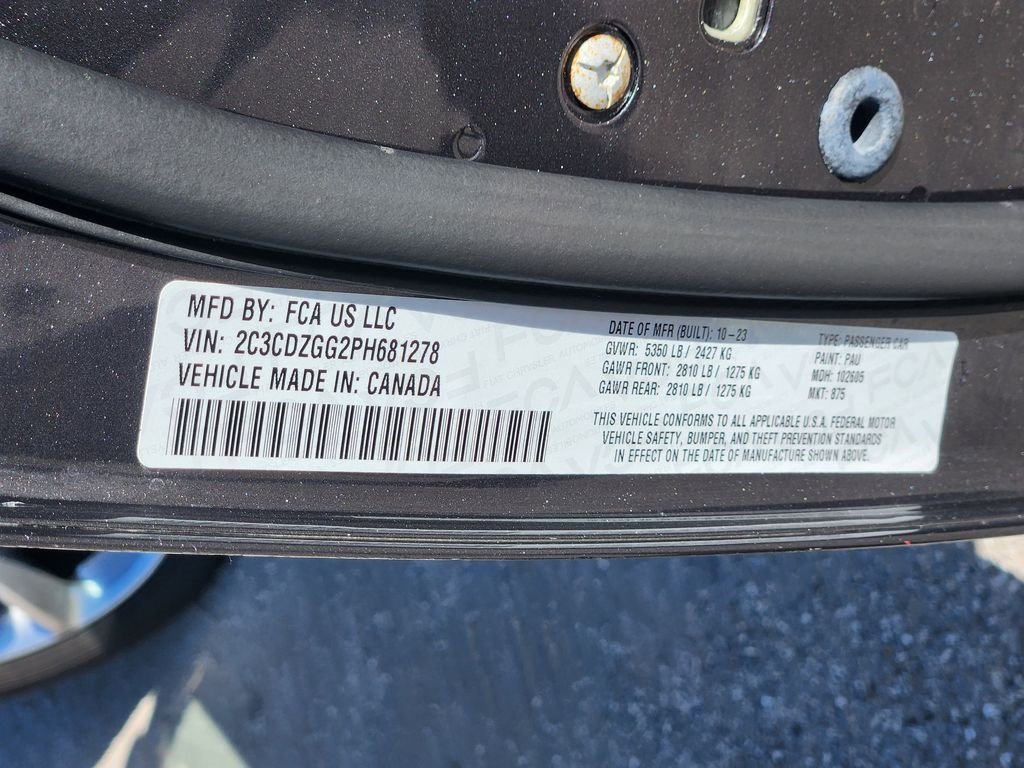 MFD BY: FCA US LLC
VIN: 2C3CDZGG2PH681278
VEHICLE MADE IN: CANADA
DATE OF MFR (BUILT): 10-23
GVWR: 5350 LB / 2427 KG
GAWR FRONT: 2810 LB / 1275 KG
GAWR REAR: 2810 LB / 1275 KG
TYPE: PASSENGER CAR
PAINT: PAU
MDH: 102605
MKT: 875
THIS VEHICLE CONFORMS TO ALL APPLICABLE U.S.A. FEDERAL MOTOR
VEHICLE SAFETY, BUMPER, AND THEFT PREVENTION STANDARDS
IN EFFECT ON THE DATE OF MANUFACTURE SHOWN ABOVE.